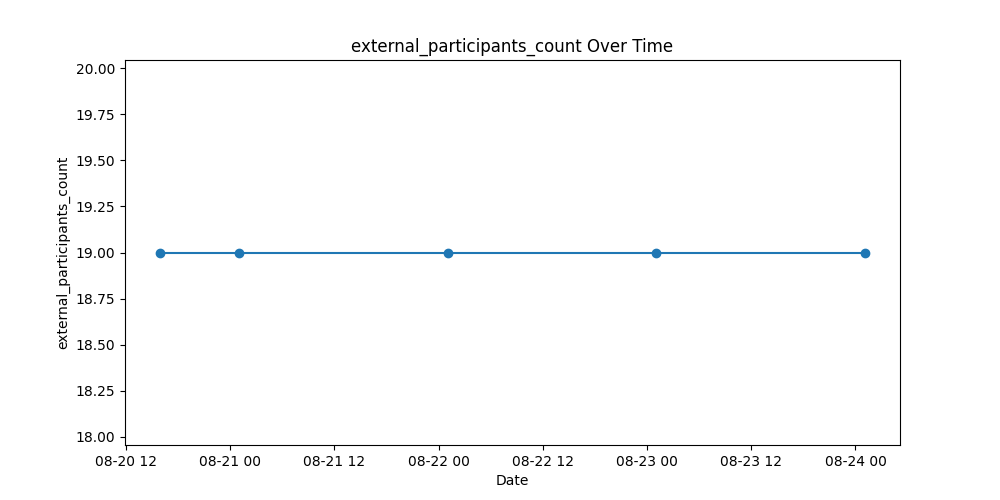 external_participants_count Over Time
external_participants_count
20.00
19.75
19.50
19.25
19.00
18.75
18.50
18.25
18.00
08-20 12 08-21 00 08-21 12 08-22 00 08-22 12 08-23 00 08-23 12 08-24 00
Date